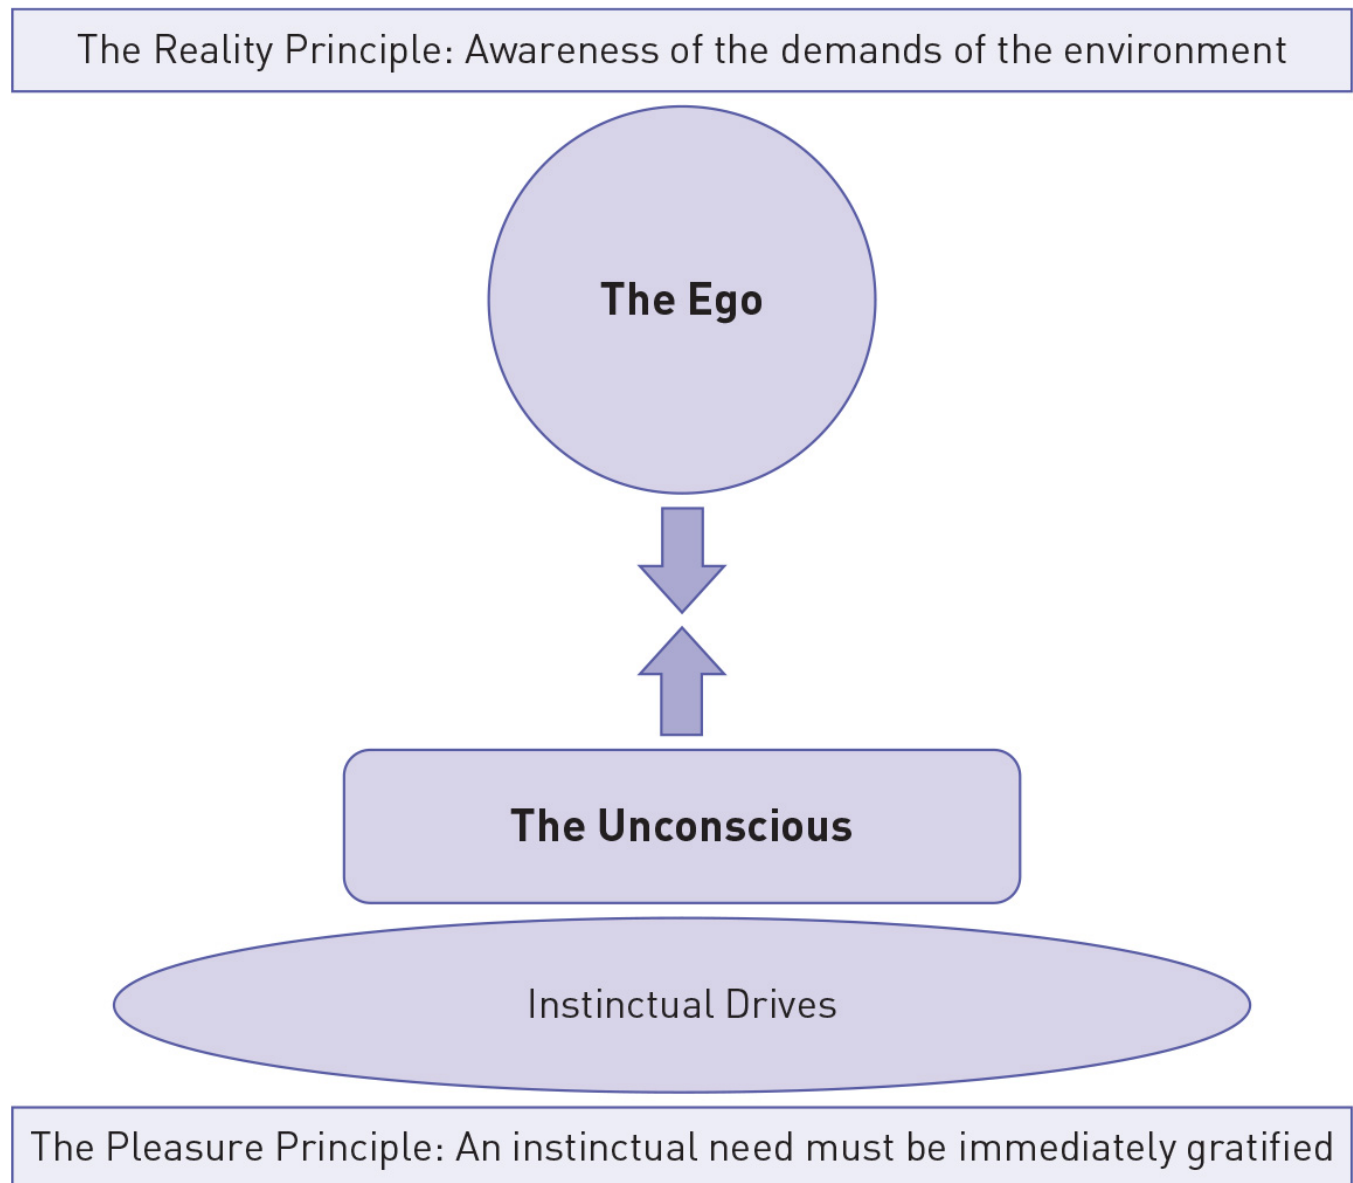 The Reality Principle: Awareness of the demands of the environment
The Ego
The Unconscious
Instinctual Drives
The Pleasure Principle: An instinctual need must be immediately gratified